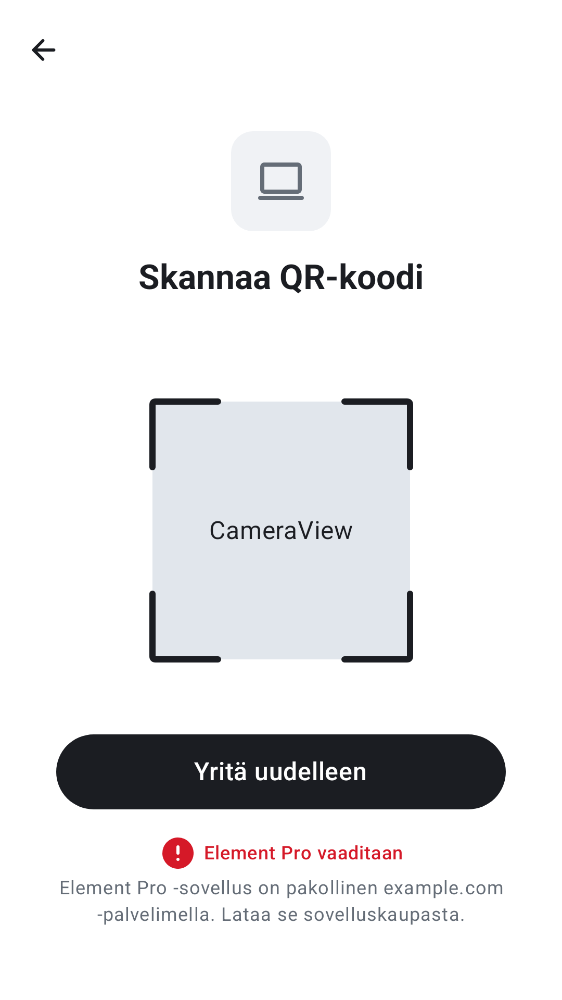 Skannaa QR-koodi
CameraView
Yritä uudelleen
Element Pro vaaditaan
Element Pro -sovellus on pakollinen example.com
-palvelimella. Lataa se sovelluskaupasta.